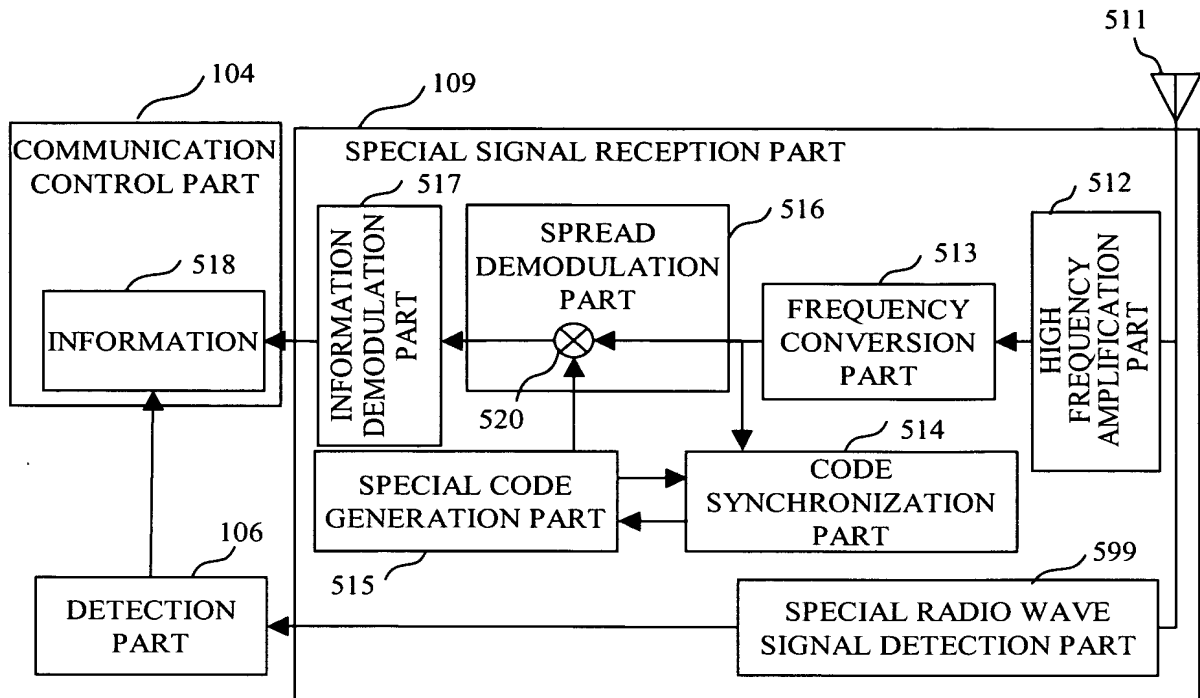 511
104
109
COMMUNICATION
CONTROL PART
SPECIAL SIGNAL RECEPTION PART
517
516
512
518
INFORMATION
INFORMATION
DEMODULATION
PART
SPREAD
DEMODULATION
PART
520
513
FREQUENCY
CONVERSION
PART
HIGH
FREQUENCY
AMPLIFICATION
PART
514
SPECIAL CODE
GENERATION PART
CODE
SYNCHRONIZATION
PART
106
515
599
DETECTION
PART
SPECIAL RADIO WAVE
SIGNAL DETECTION PART